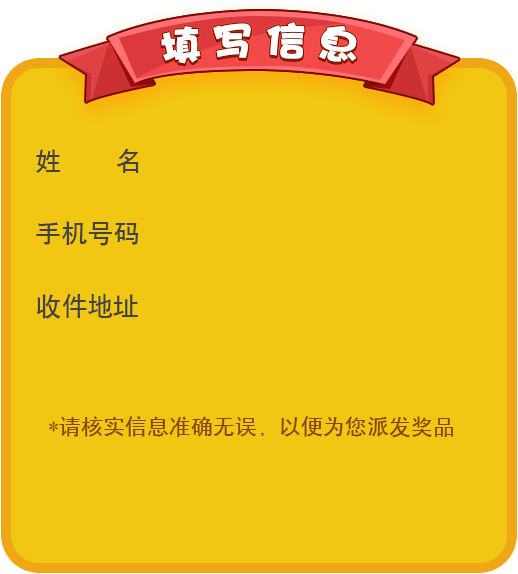 填写信息
姓 名
手机号码
收件地址
*请核实信息准确无误，以便为您派发奖品